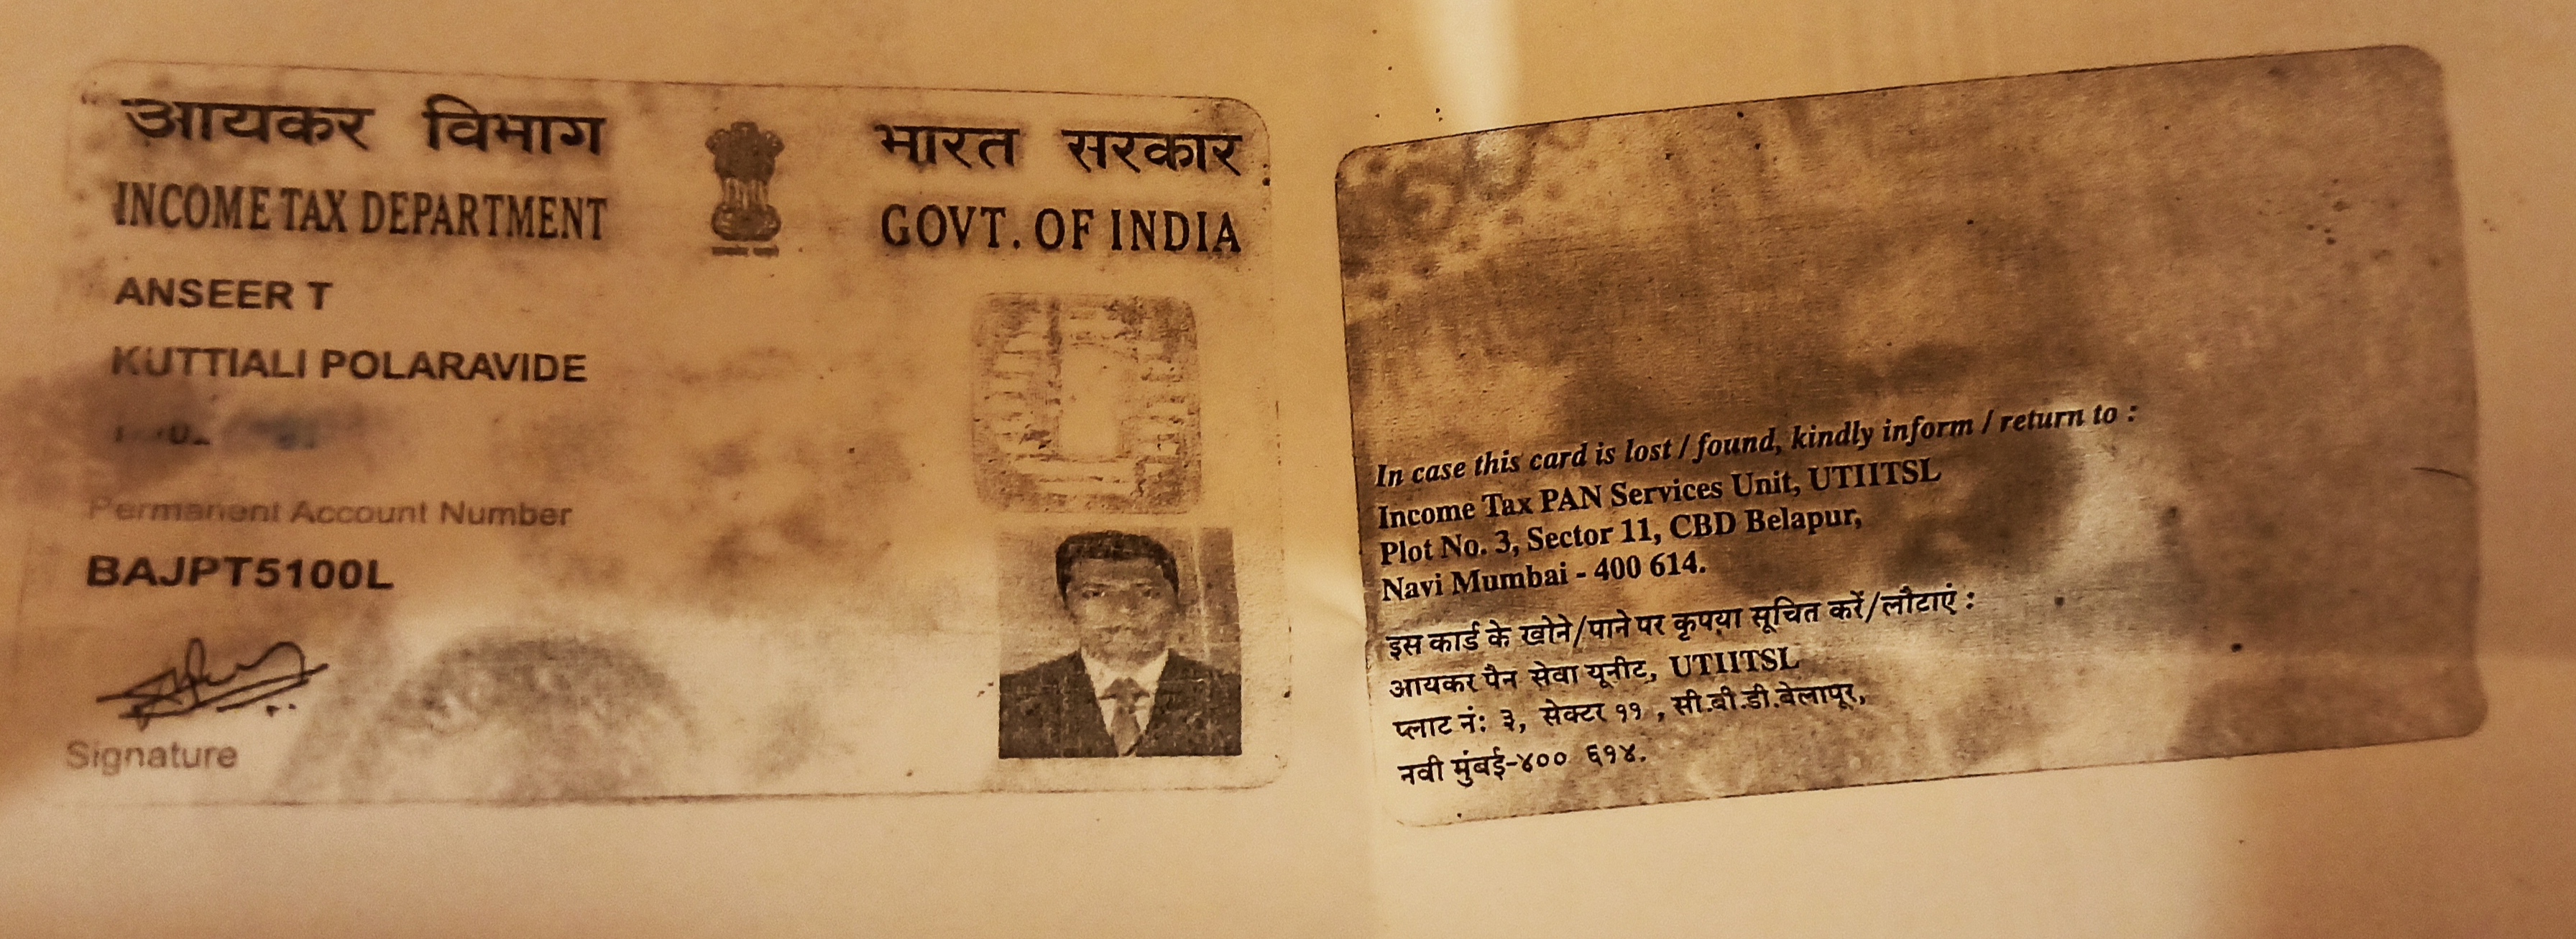 आयकर विभाग
INCOME TAX DEPARTMENT
भारत सरकार
GOVT. OF INDIA
ANSEER T
KUTTIALI POLARAVIDE
Permanent Account Number
BAJPT5100L
Signature
In case this card is lost / found, kindly inform / return to :
Income Tax PAN Services Unit, UTIITSL
Plot No. 3, Sector 11, CBD Belapur,
Navi Mumbai - 400 614.
इस कार्ड के खोने/पाने पर कृपया सूचित करें/लौटाएं :
आयकर पैन सेवा यूनीट, UTIITSL
प्लाट नं: ३, सेक्टर ११ , सी.बी.डी.बेलापूर,
नवी मुंबई-४०० ६१४.